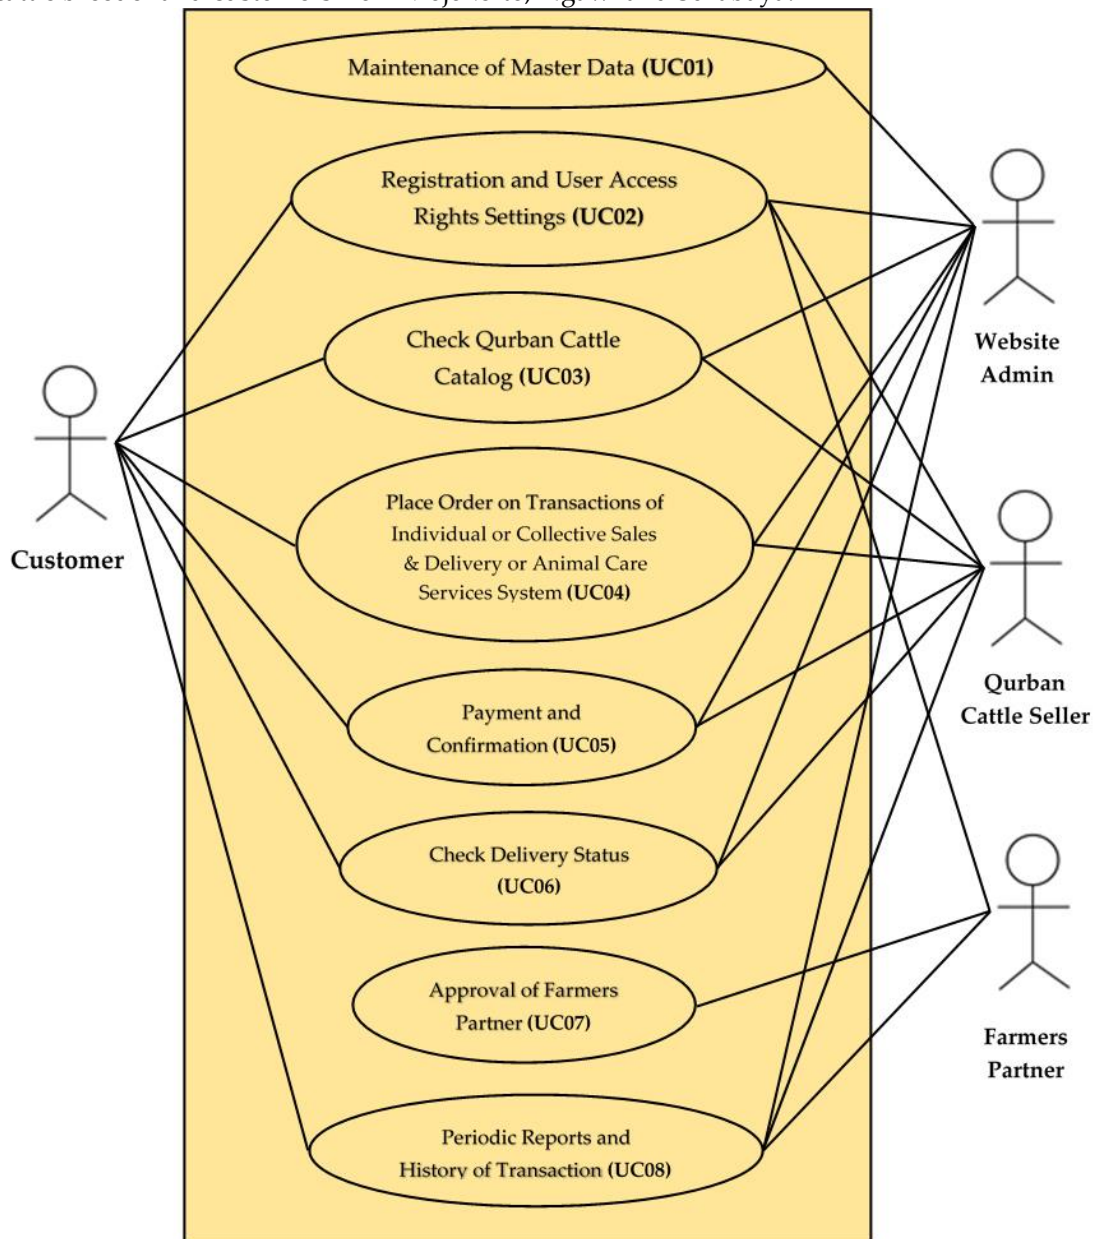 Maintenance of Master Data (UC01)
Registration and User Access
Rights Settings (UC02)
Check Qurban Cattle
Catalog (UC03)
Place Order on Transactions of
Individual or Collective Sales
& Delivery or Animal Care
Services System (UC04)
Payment and
Confirmation (UC05)
Check Delivery Status
(UC06)
Approval of Farmers
Partner (UC07)
Periodic Reports and
History of Transaction (UC08)
Customer
Website
Admin
Qurban
Cattle Seller
Farmers
Partner